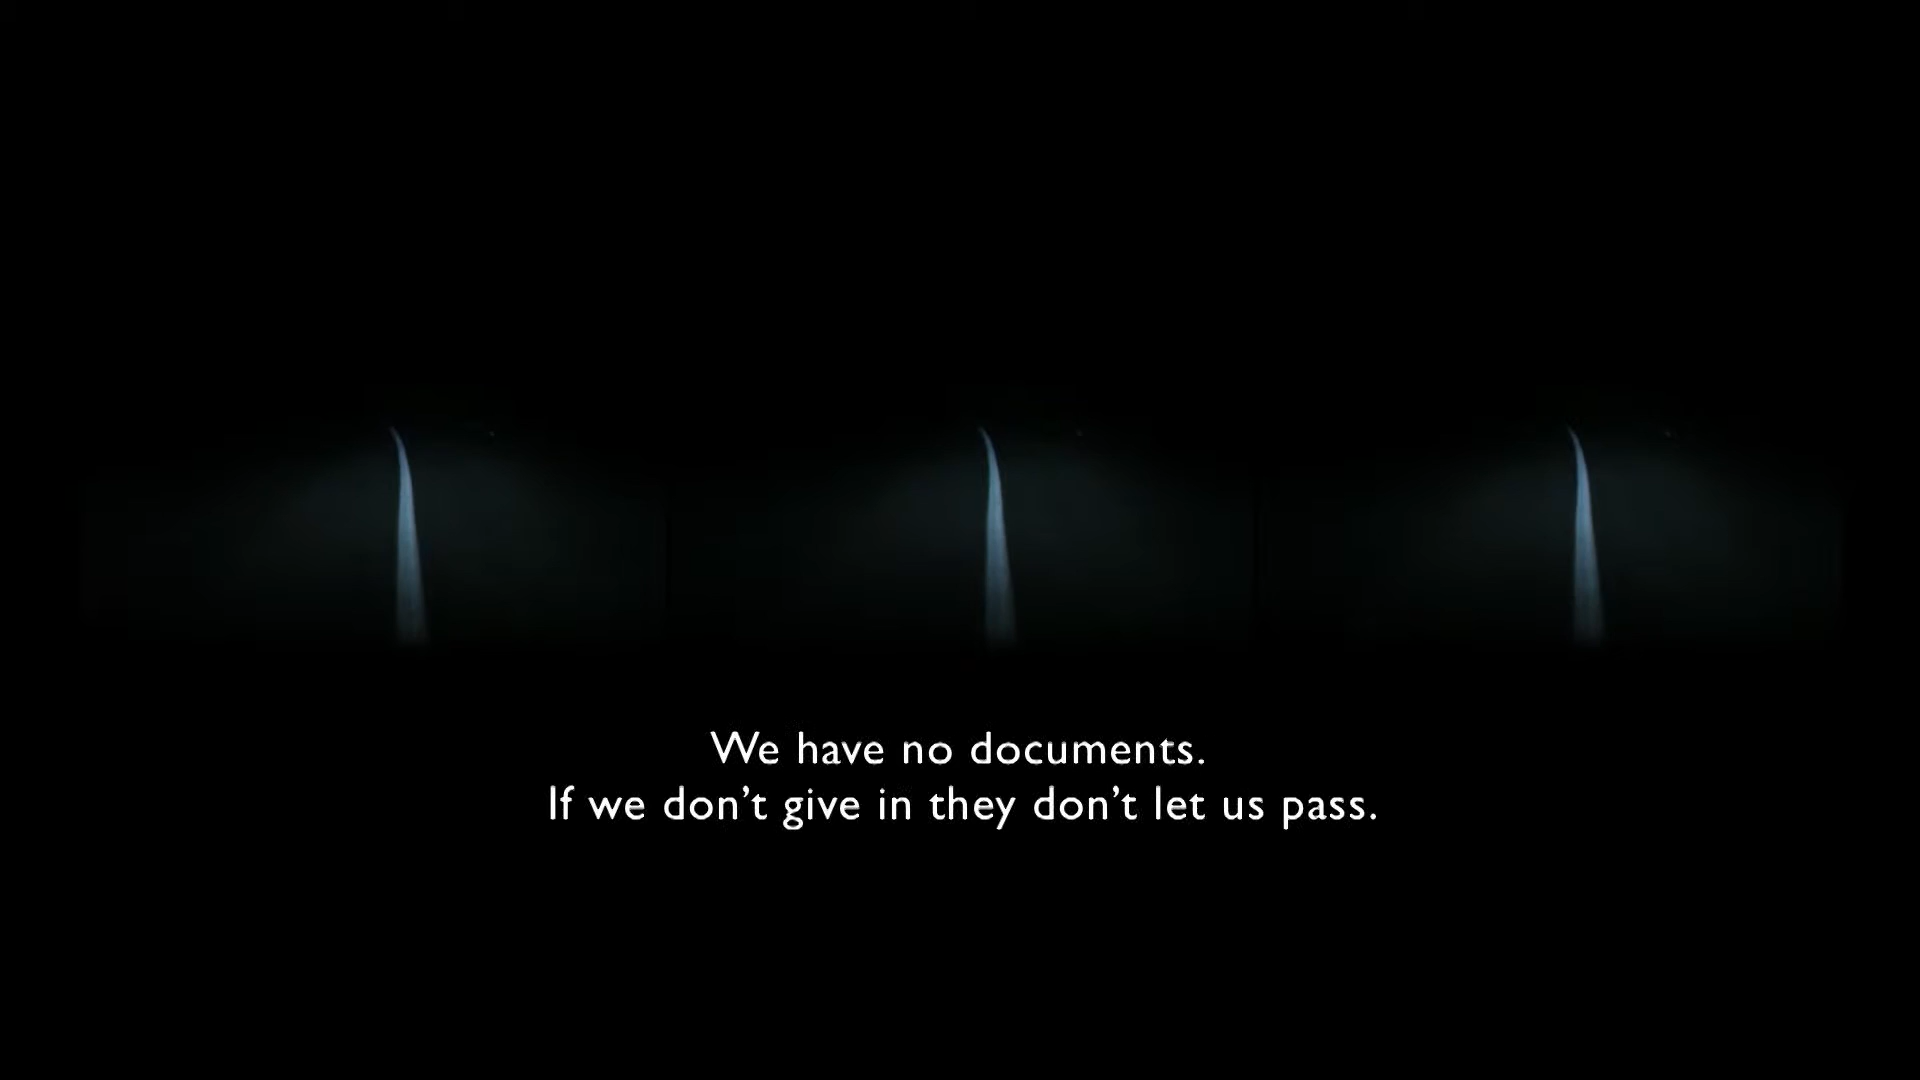 We have no documents.
If we don’t give in they don’t let us pass.